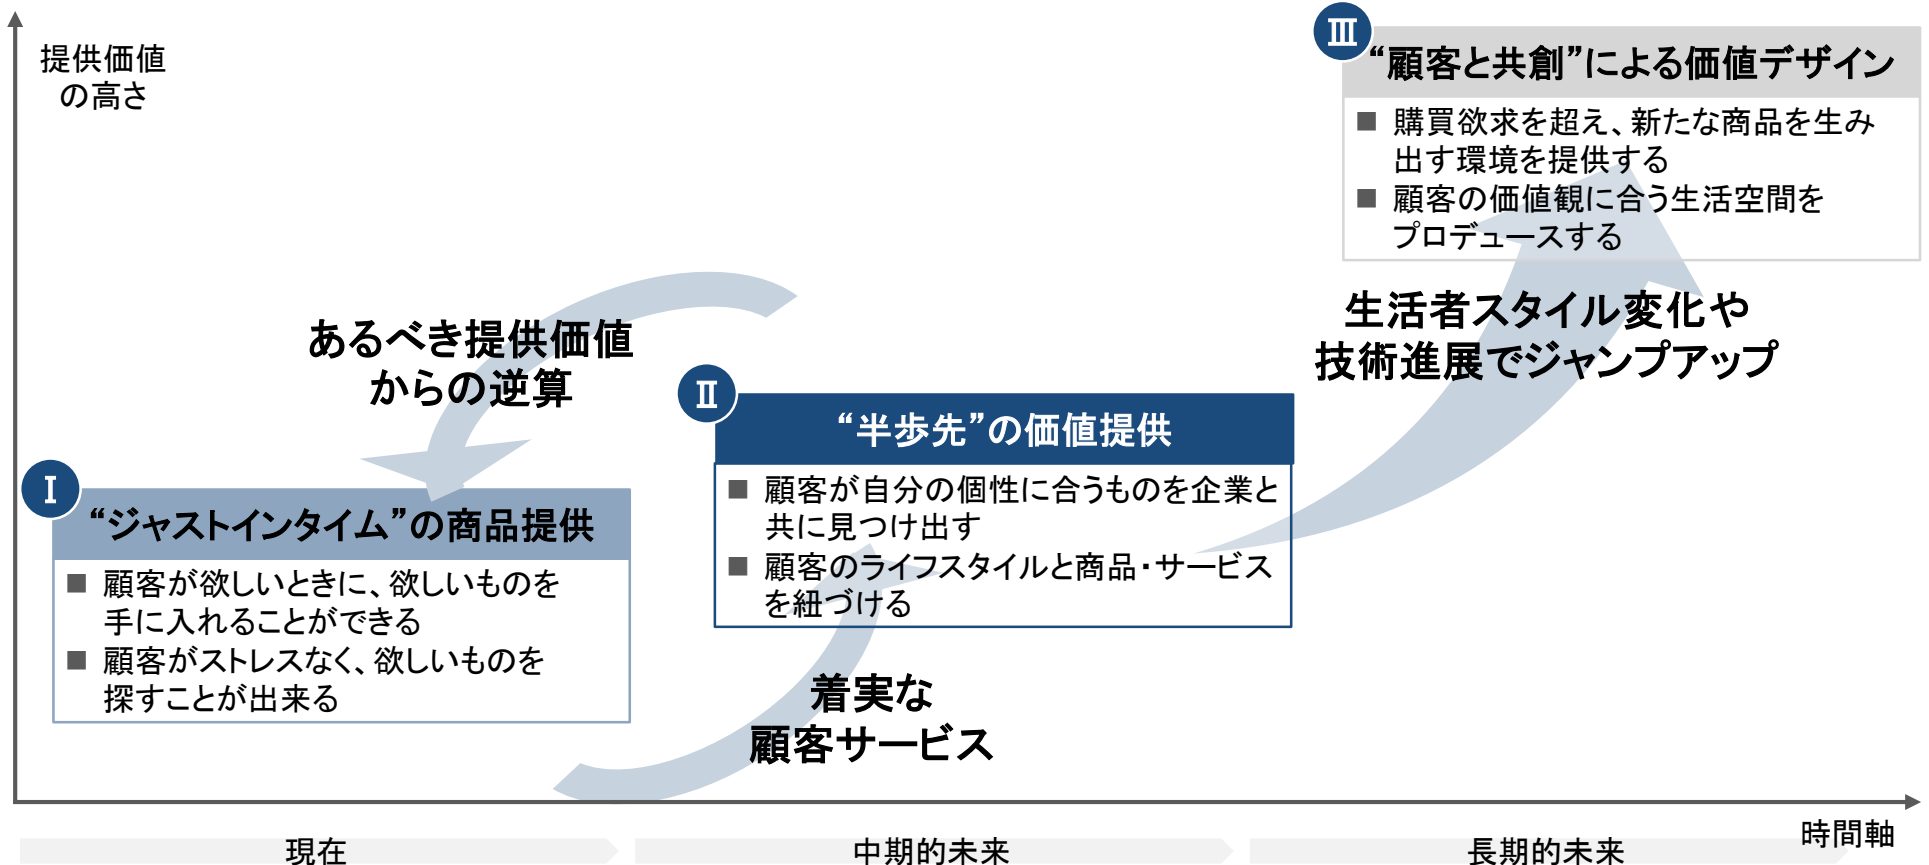 提供価値
の高さ
Ⅲ
“顧客と共創”による価値デザイン
■ 購買欲求を超え、新たな商品を生み
出す環境を提供する
■ 顧客の価値観に合う生活空間を
プロデュースする
生活者スタイル変化や
技術進展でジャンプアップ
あるべき提供価値
からの逆算
Ⅱ
“半歩先”の価値提供
■ 顧客が自分の個性に合うものを企業と
共に見つけ出す
■ 顧客のライフスタイルと商品・サービス
を紐づける
Ⅰ
“ジャストインタイム”の商品提供
■ 顧客が欲しいときに、欲しいものを
手に入れることができる
■ 顧客がストレスなく、欲しいものを
探すことが出来る
着実な
顧客サービス
時間軸
現在
中期的未来
長期的未来